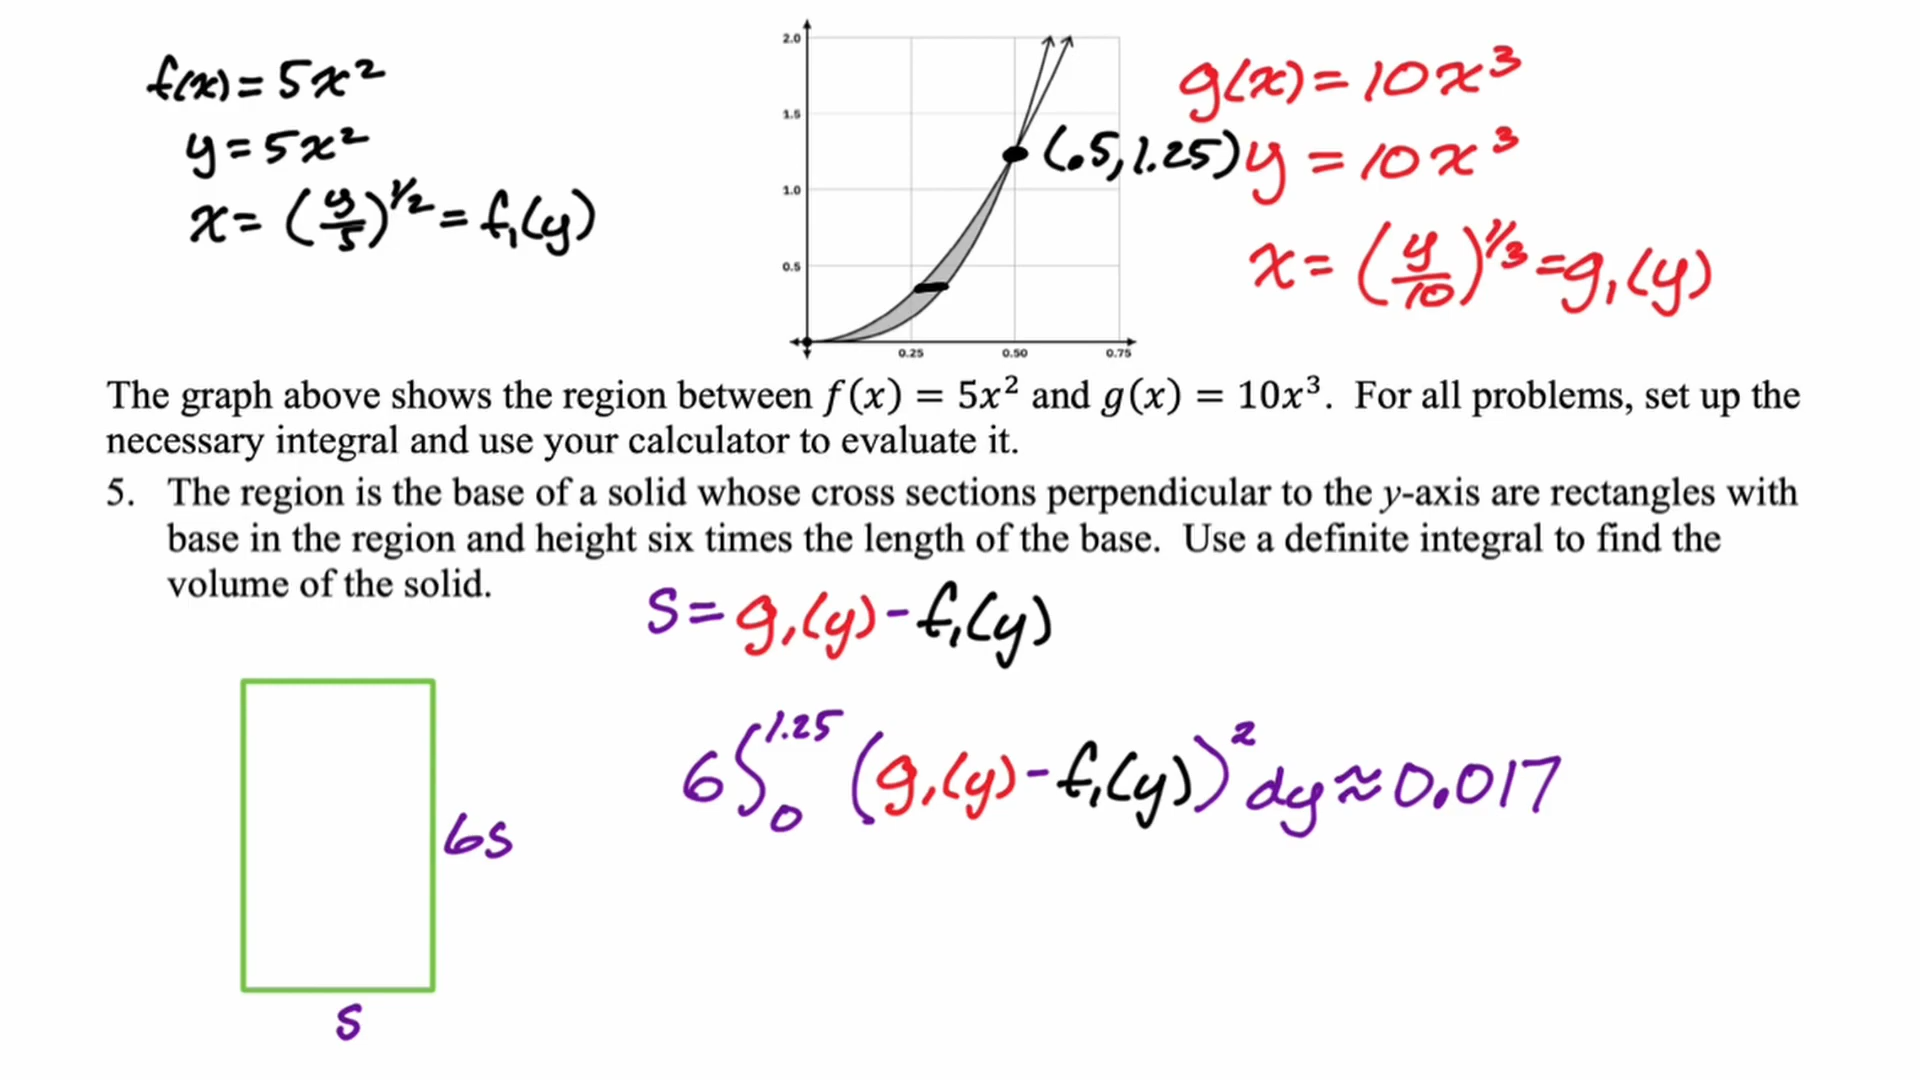 f(x) = 5x²
y = 5x²
x = (y/5)^1/2 = f₁(y)
2.0
1.5
1.0
0.5
0.25 0.50 0.75
(.5, 1.25)
g(x) = 10x³
y = 10x³
x = (y/10)^1/3 = g₁(y)
The graph above shows the region between f(x) = 5x² and g(x) = 10x³. For all problems, set up the
necessary integral and use your calculator to evaluate it.
5. The region is the base of a solid whose cross sections perpendicular to the y-axis are rectangles with
base in the region and height six times the length of the base. Use a definite integral to find the
volume of the solid.
S = g₁(y) - f₁(y)
6∫₀^1.25 (g₁(y) - f₁(y))² dy ≈ 0.017
6s
s